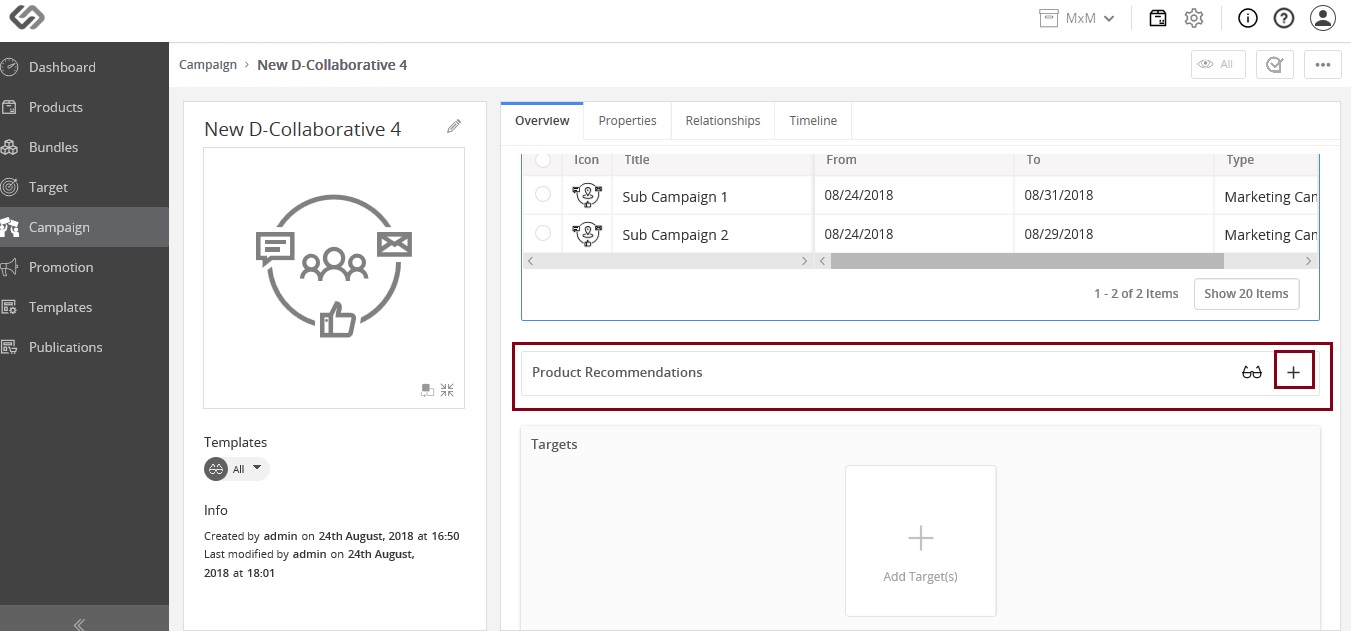 MxM
Dashboard
Products
Bundles
Target
Campaign
Promotion
Templates
Publications
Campaign › New D-Collaborative 4
All
New D-Collaborative 4
Templates
All
Info
Created by admin on 24th August, 2018 at 16:50
Last modified by admin on 24th August,
2018 at 18:01
Overview Properties Relationships Timeline
Icon Title From To Type
Sub Campaign 1 08/24/2018 08/31/2018 Marketing Can
Sub Campaign 2 08/24/2018 08/29/2018 Marketing Can
1 - 2 of 2 Items Show 20 Items
Product Recommendations
Targets
Add Target(s)